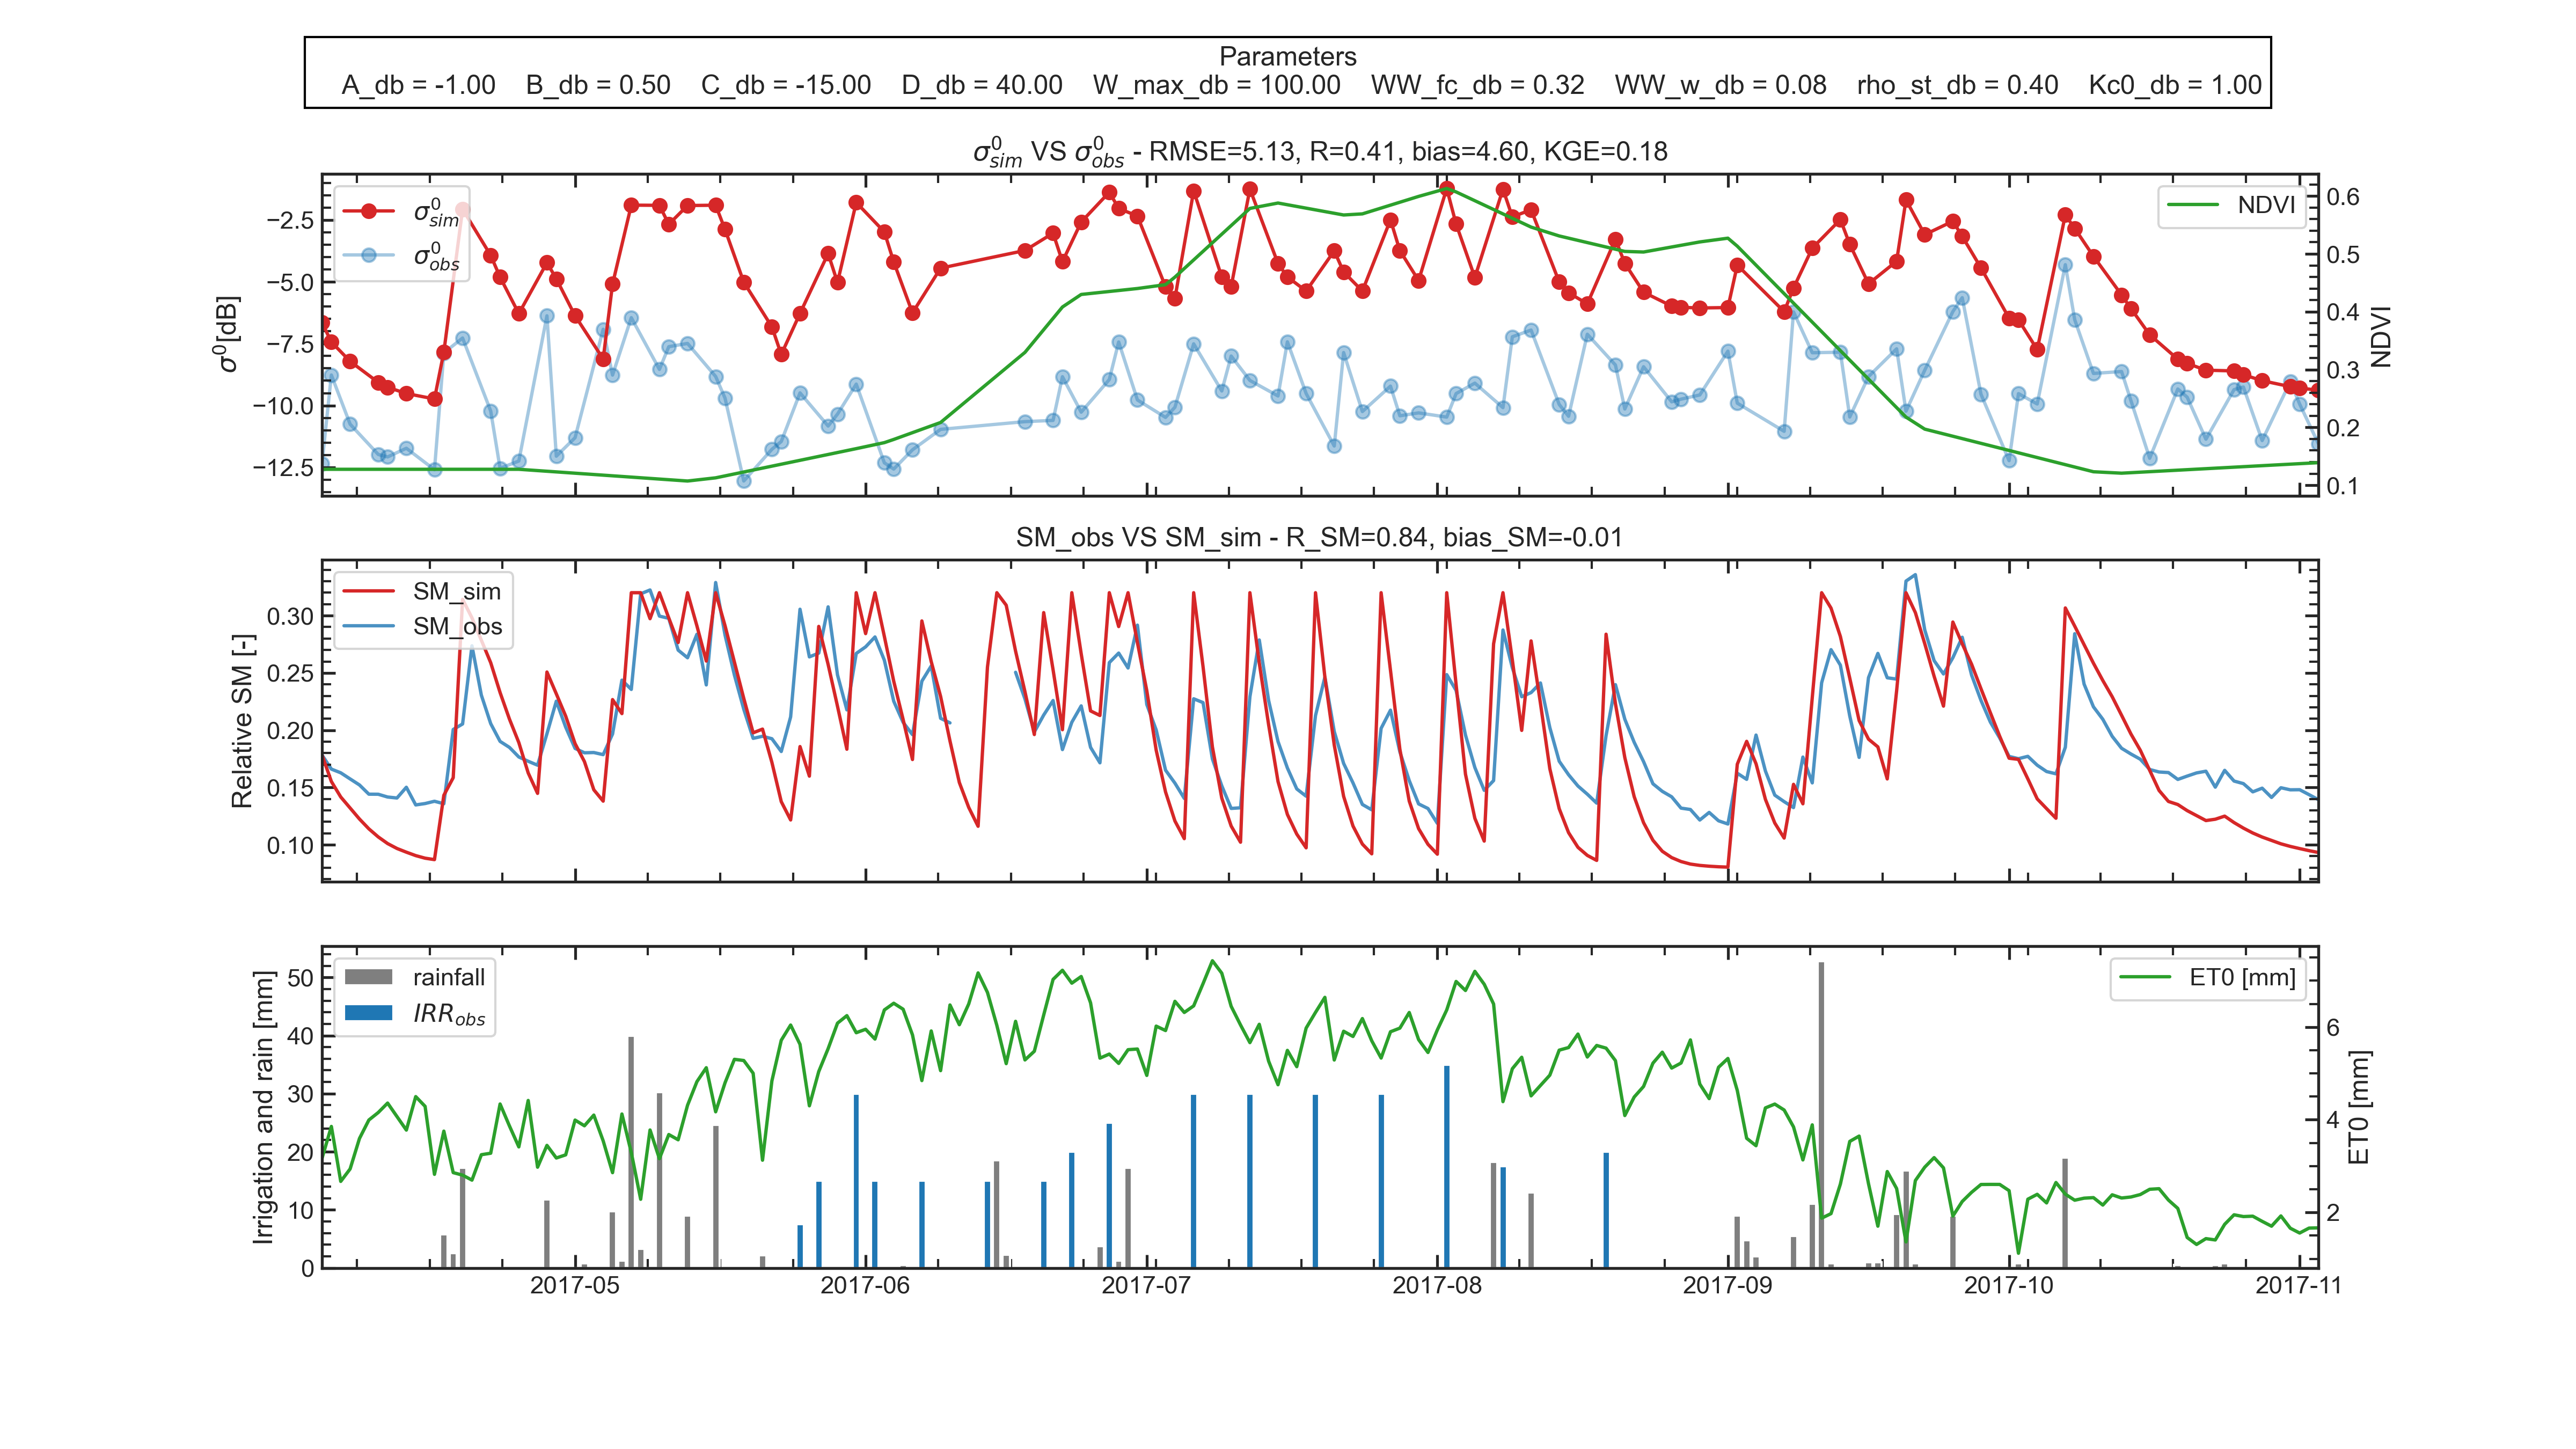 Parameters
A_db = -1.00 B_db = 0.50 C_db = -15.00 D_db = 40.00 W_max_db = 100.00 WW_fc_db = 0.32 WW_w_db = 0.08 rho_st_db = 0.40 Kc0_db = 1.00
σ⁰sim VS σ⁰obs - RMSE=5.13, R=0.41, bias=4.60, KGE=0.18
σ⁰sim
σ⁰obs
NDVI
σ⁰[dB]
−2.5
−5.0
−7.5
−10.0
−12.5
0.6
0.5
0.4
0.3
0.2
0.1
NDVI
SM_obs VS SM_sim - R_SM=0.84, bias_SM=-0.01
SM_sim
SM_obs
Relative SM [-]
0.30
0.25
0.20
0.15
0.10
rainfall
IRRobs
ET0 [mm]
Irrigation and rain [mm]
50
40
30
20
10
0
6
4
2
ET0 [mm]
2017-05 2017-06 2017-07 2017-08 2017-09 2017-10 2017-11